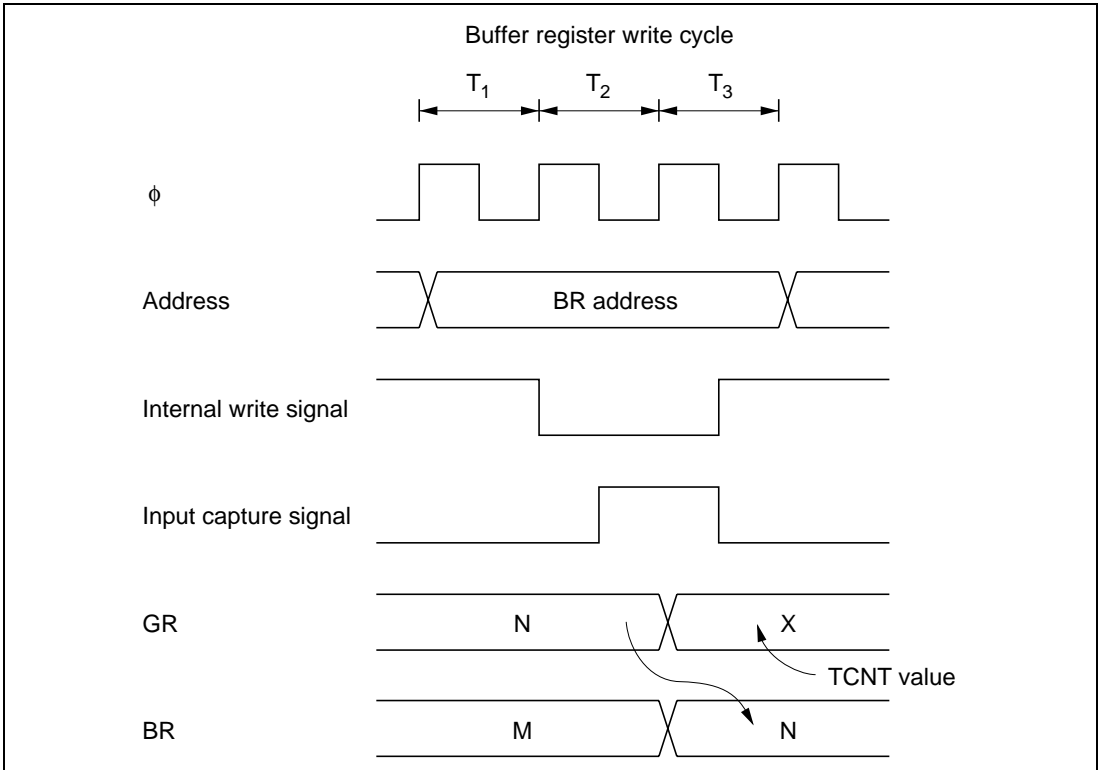 Buffer register write cycle
T1 T2 T3
φ
Address BR address
Internal write signal
Input capture signal
GR N X
TCNT value
BR M N